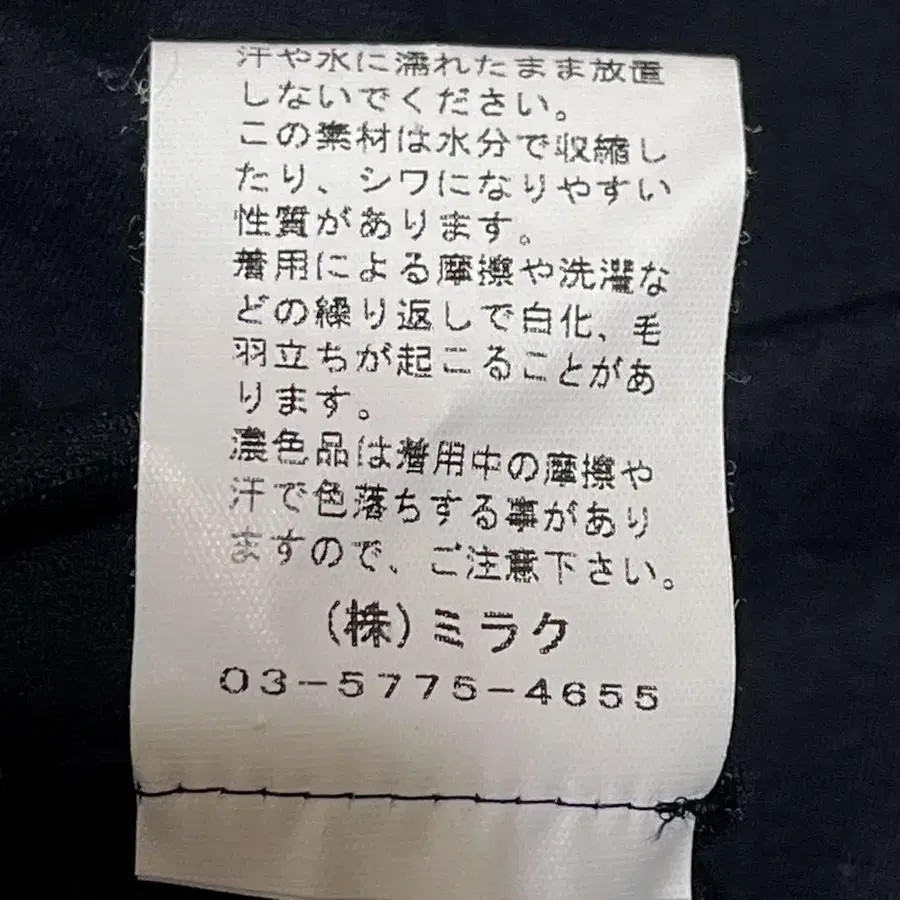 汗や水に濡れたまま放置
しないでください。
この素材は水分で収縮し
たり、シワになりやすい
性質があります。
着用による摩擦や洗濯な
どの繰り返しで白化、毛
羽立ちが起こることがあ
ります。
濃色品は着用中の摩擦や
汗で色落ちする事があり
ますので、ご注意下さい。
(株)ミラク
03-5775-4655